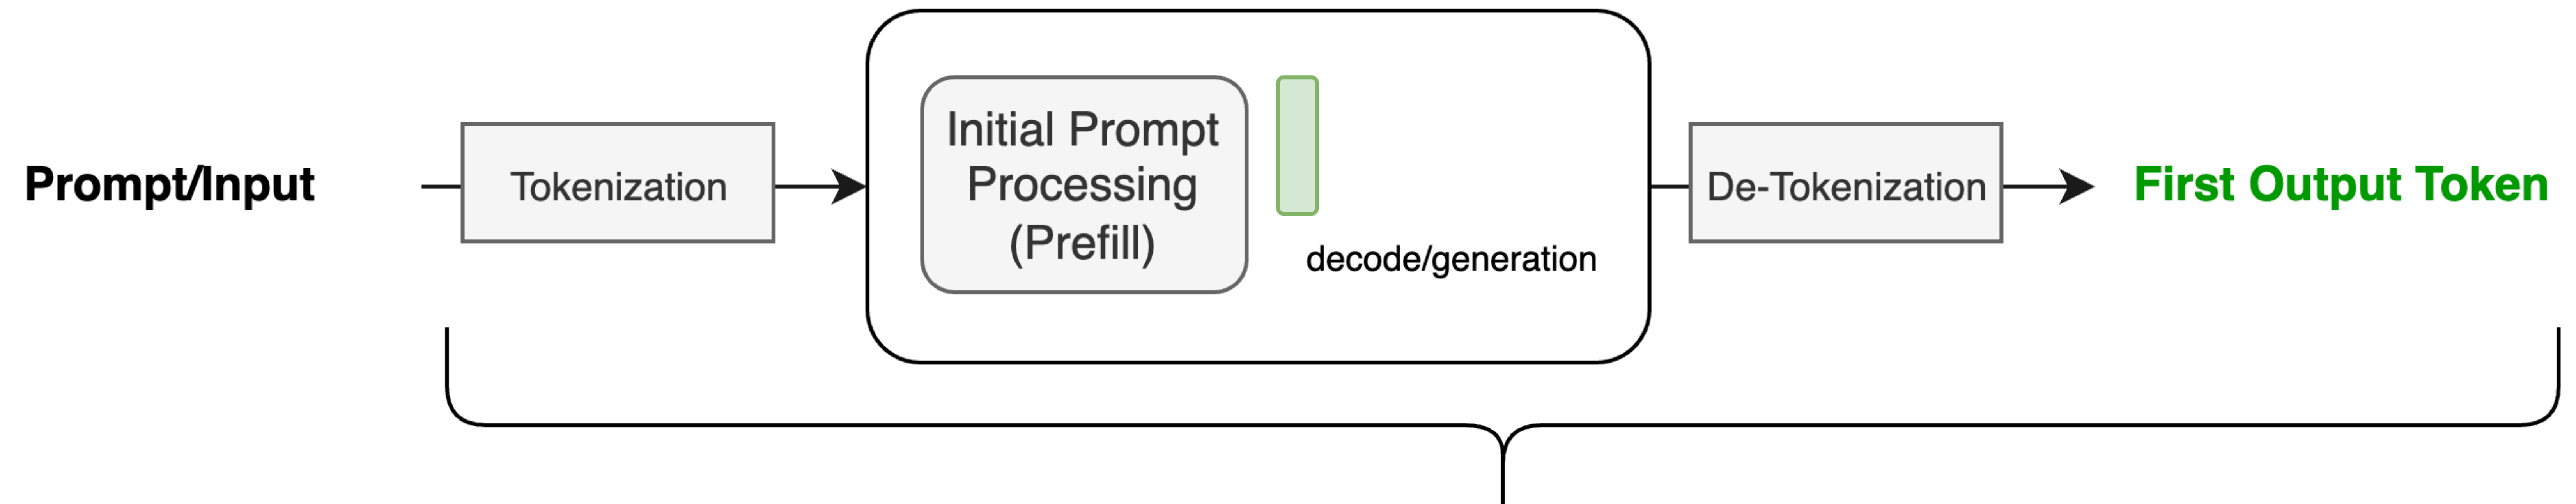 Prompt/Input
Tokenization
Initial Prompt
Processing
(Prefill)
decode/generation
De-Tokenization
First Output Token